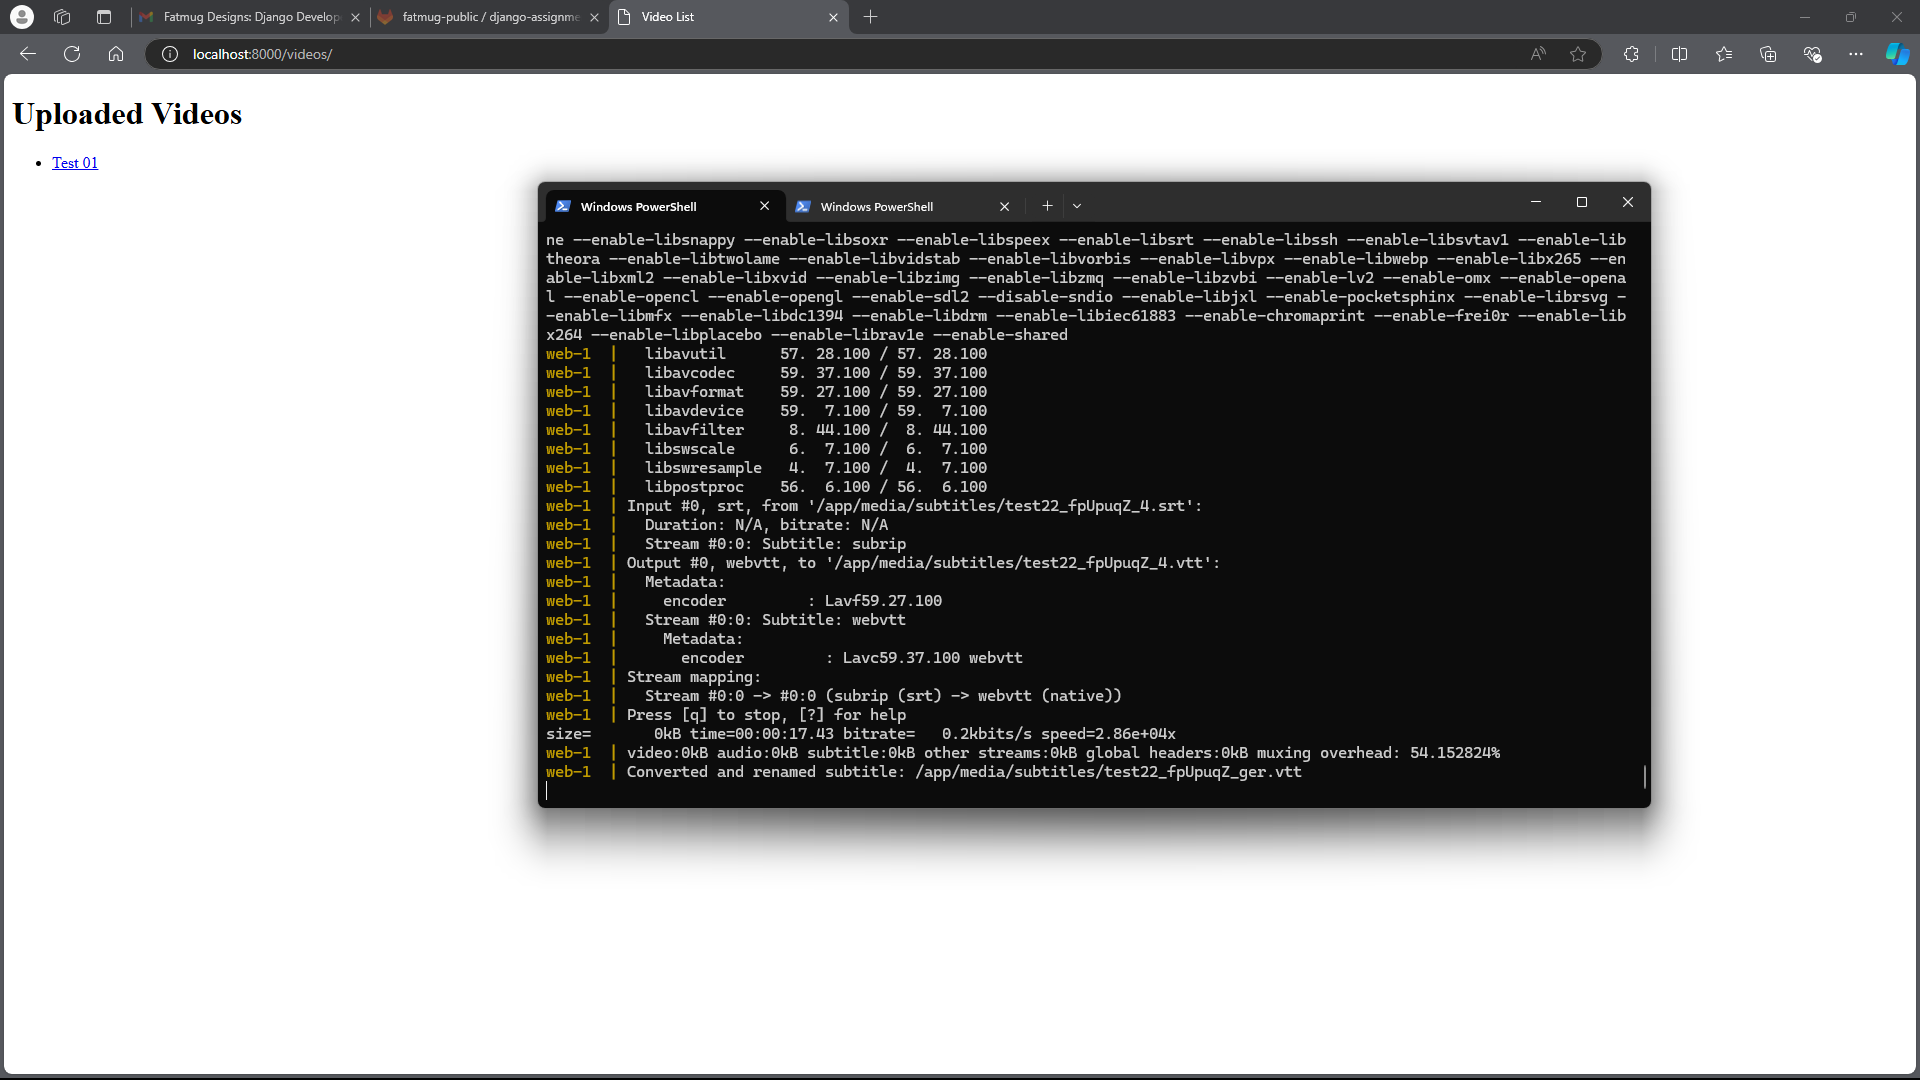 Fatmug Designs: Django Develop
fatmug-public / django-assignme
Video List
localhost:8000/videos/
Uploaded Videos
Test 01
Windows PowerShell
Windows PowerShell
ne --enable-libsnappy --enable-libsoxr --enable-libspeex --enable-libsrt --enable-libssh --enable-libsvtav1 --enable-lib
theora --enable-libtwolame --enable-libvidstab --enable-libvorbis --enable-libvpx --enable-libwebp --enable-libx265 --en
able-libxml2 --enable-libxvid --enable-libzimg --enable-libzmq --enable-libzvbi --enable-lv2 --enable-omx --enable-opena
l --enable-opencl --enable-opengl --enable-sdl2 --disable-sndio --enable-libjxl --enable-pocketsphinx --enable-librsvg -
-enable-libmfx --enable-libdc1394 --enable-libdrm --enable-libiec61883 --enable-chromaprint --enable-frei0r --enable-lib
x264 --enable-libplacebo --enable-librav1e --enable-shared
web-1  |   libavutil      57. 28.100 / 57. 28.100
web-1  |   libavcodec     59. 37.100 / 59. 37.100
web-1  |   libavformat    59. 27.100 / 59. 27.100
web-1  |   libavdevice    59.  7.100 / 59.  7.100
web-1  |   libavfilter     8. 44.100 /  8. 44.100
web-1  |   libswscale      6.  7.100 /  6.  7.100
web-1  |   libswresample   4.  7.100 /  4.  7.100
web-1  |   libpostproc    56.  6.100 / 56.  6.100
web-1  | Input #0, srt, from '/app/media/subtitles/test22_fpUpuqZ_4.srt':
web-1  |   Duration: N/A, bitrate: N/A
web-1  |   Stream #0:0: Subtitle: subrip
web-1  | Output #0, webvtt, to '/app/media/subtitles/test22_fpUpuqZ_4.vtt':
web-1  |   Metadata:
web-1  |     encoder         : Lavf59.27.100
web-1  |   Stream #0:0: Subtitle: webvtt
web-1  |     Metadata:
web-1  |       encoder         : Lavc59.37.100 webvtt
web-1  | Stream mapping:
web-1  |   Stream #0:0 -> #0:0 (subrip (srt) -> webvtt (native))
web-1  | Press [q] to stop, [?] for help
size=       0kB time=00:00:17.43 bitrate=   0.2kbits/s speed=2.86e+04x
web-1  | video:0kB audio:0kB subtitle:0kB other streams:0kB global headers:0kB muxing overhead: 54.152824%
web-1  | Converted and renamed subtitle: /app/media/subtitles/test22_fpUpuqZ_ger.vtt